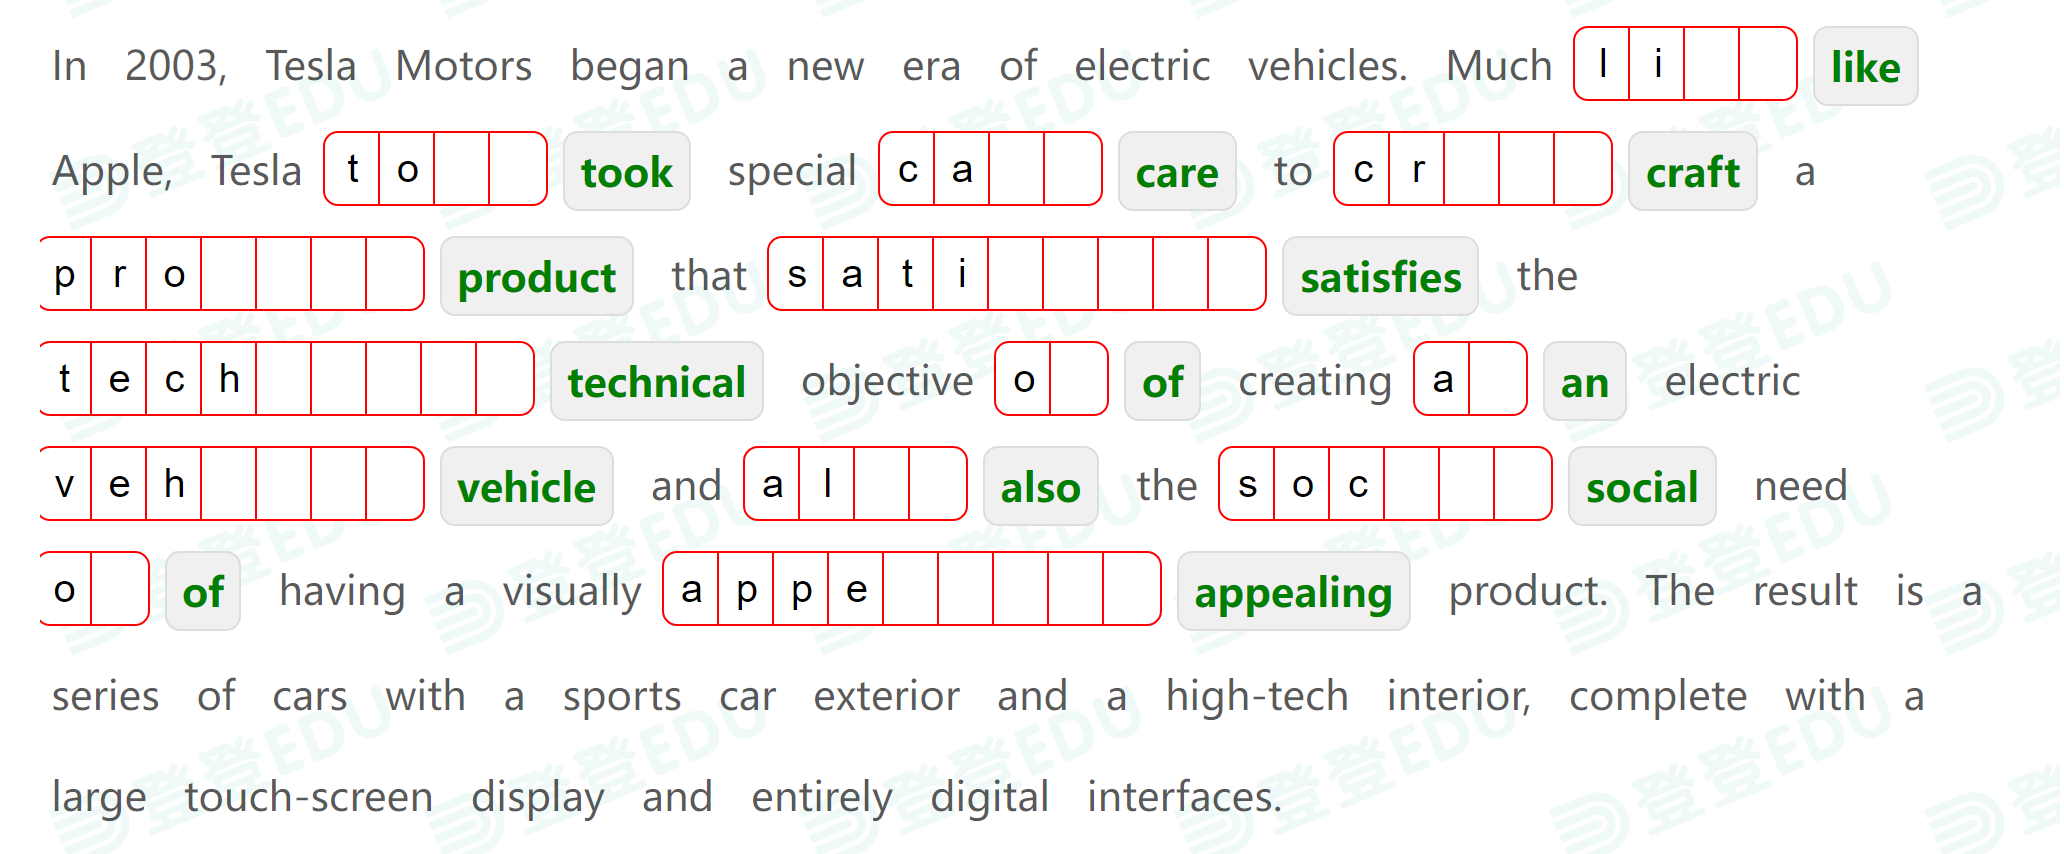 In 2003, Tesla Motors began a new era of electric vehicles. Much l i like
Apple, Tesla t o took special c a care to c r craft a
p r o product that s a t i satisfies the
t e c h technical objective o of creating a an electric
v e h vehicle and a l also the s o c social need
o of having a visually a p p e appealing product. The result is a
series of cars with a sports car exterior and a high-tech interior, complete with a
large touch-screen display and entirely digital interfaces.